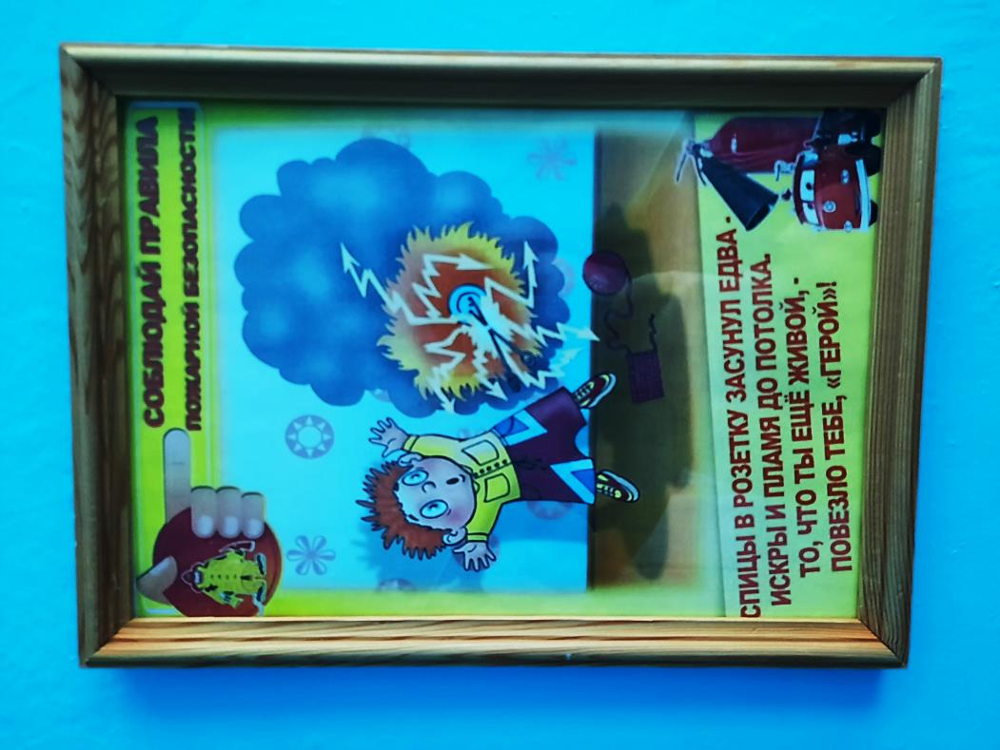 СОБЛЮДАЙ ПРАВИЛА
ПОЖАРНОЙ БЕЗОПАСНОСТИ!
СПИЦЫ В РОЗЕТКУ ЗАСУНУЛ ЕДВА -
ИСКРЫ И ПЛАМЯ ДО ПОТОЛКА.
ТО, ЧТО ТЫ ЕЩЁ ЖИВОЙ, -
ПОВЕЗЛО ТЕБЕ, «ГЕРОЙ»!